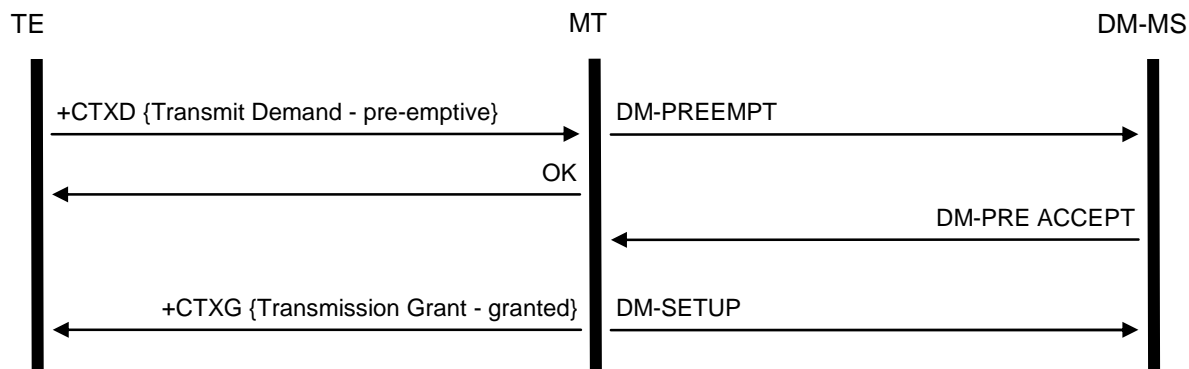 TE
MT
DM-MS
+CTXD {Transmit Demand - pre-emptive}
DM-PREEMPT
OK
DM-PRE ACCEPT
+CTXG {Transmission Grant - granted}
DM-SETUP